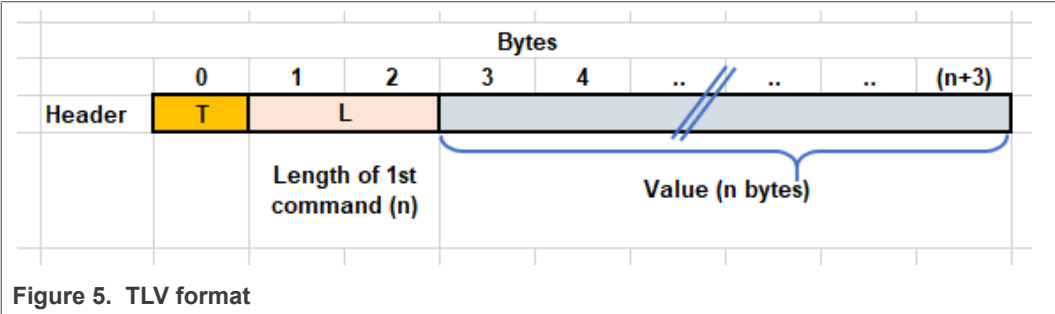 Bytes
0 1 2 3 4 .. .. .. (n+3)
Header T L
Length of 1st
command (n)
Value (n bytes)
Figure 5. TLV format